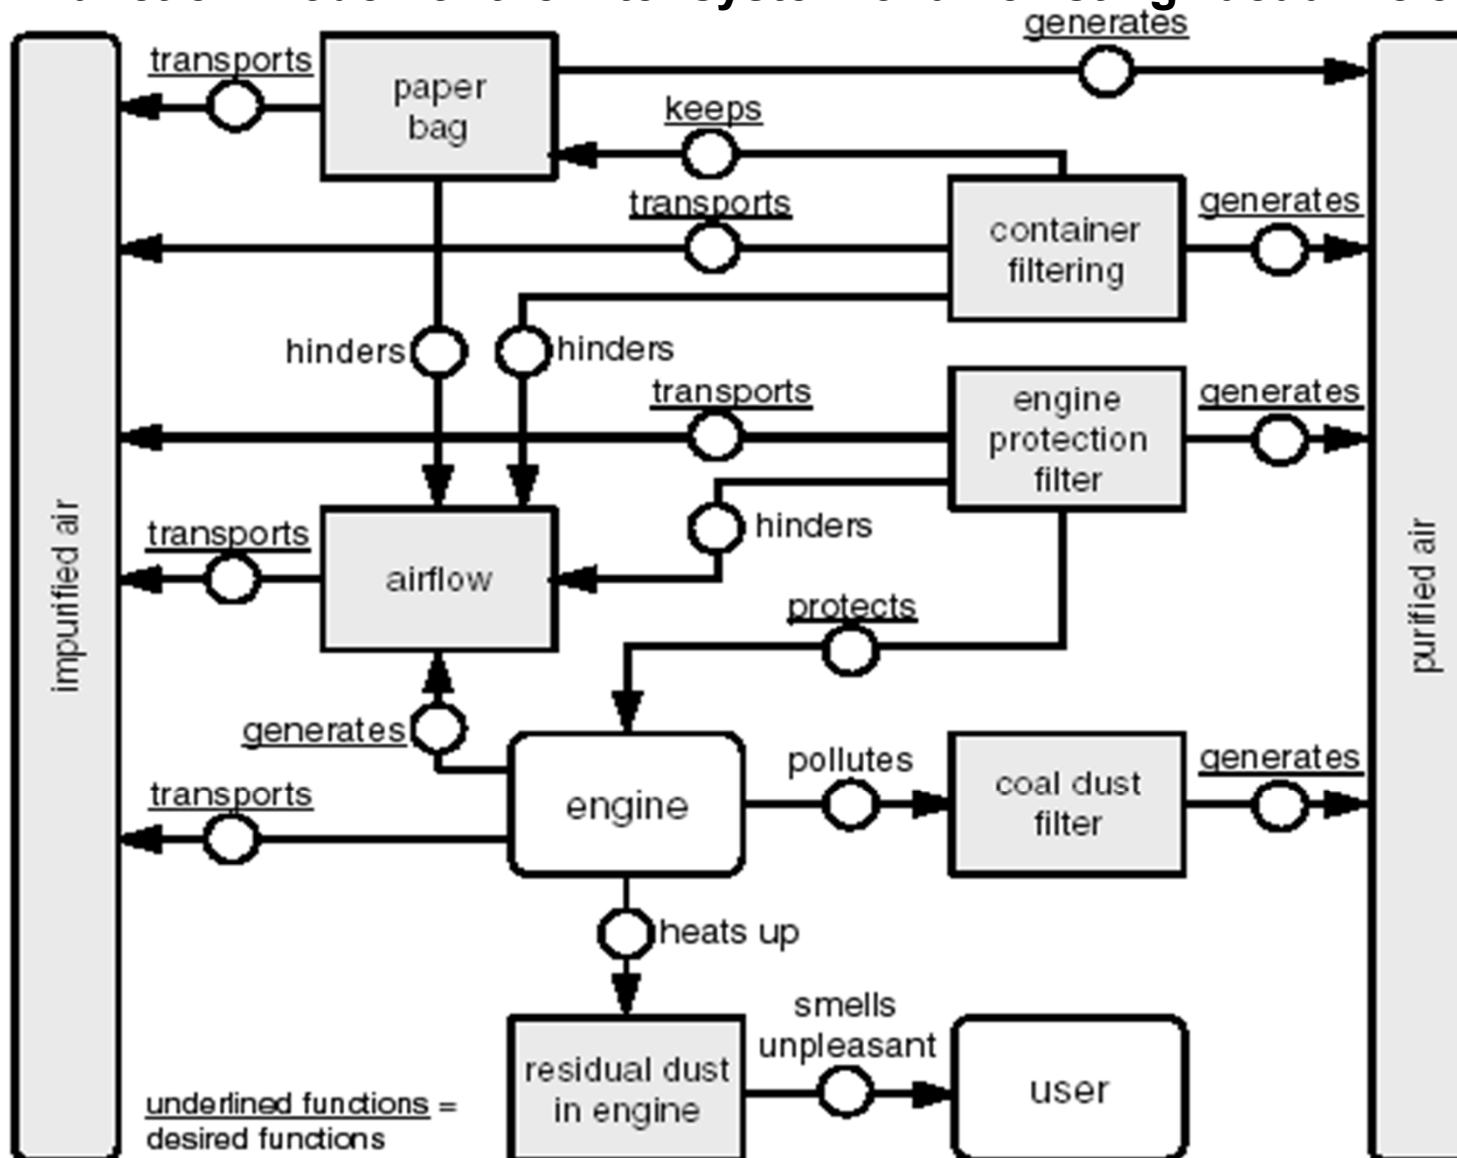 generates
transports
paper
bag
keeps
transports
container
filtering
generates
hinders
hinders
transports
engine
protection
filter
generates
impurified air
transports
airflow
hinders
purified air
protects
generates
engine
pollutes
coal dust
filter
generates
transports
heats up
smells
unpleasant
residual dust
in engine
user
underlined functions =
desired functions